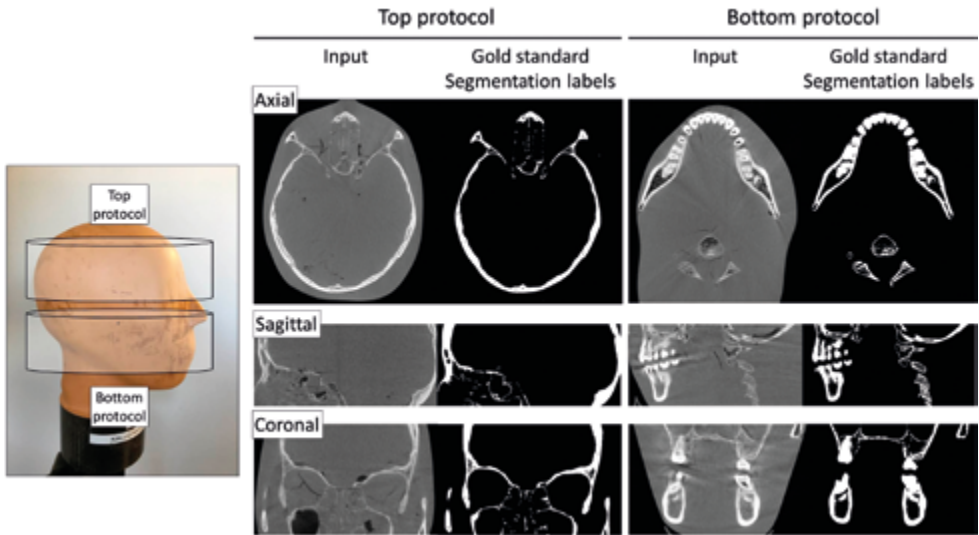 Top protocol
Bottom protocol
Input
Gold standard
Segmentation labels
Input
Gold standard
Segmentation labels
Axial
Top
protocol
Sagittal
Bottom
protocol
Coronal